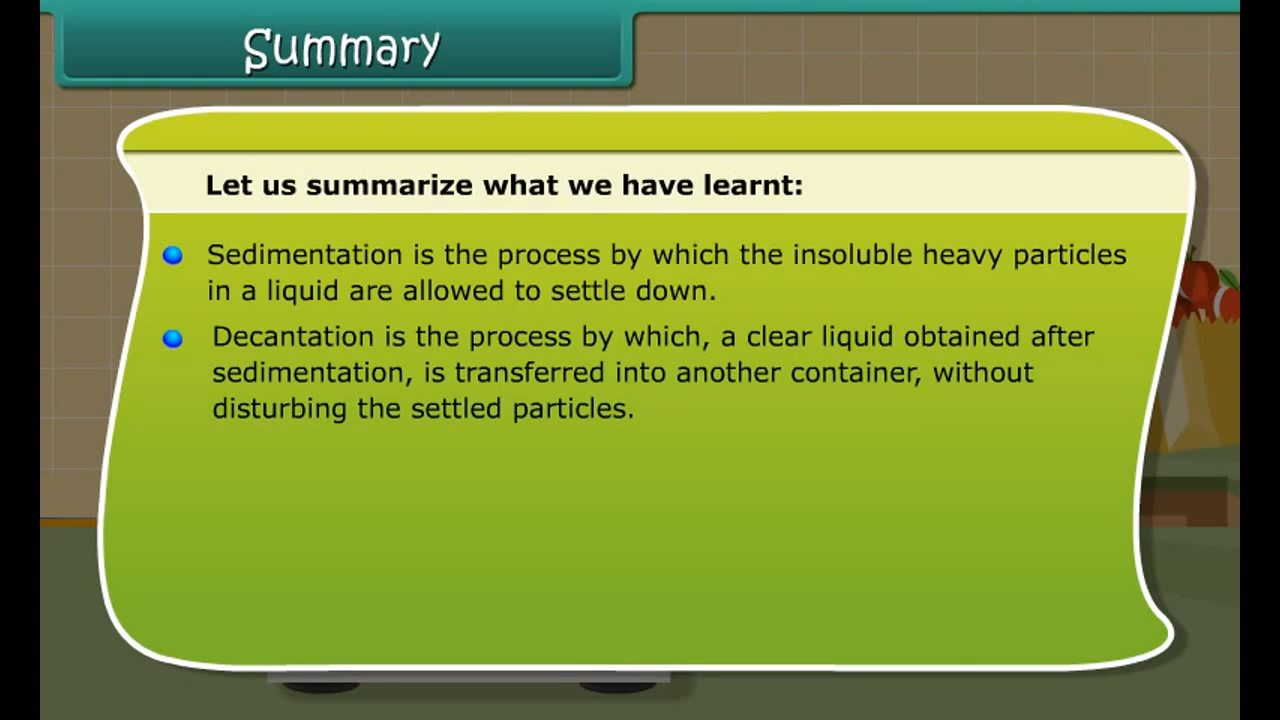 Summary
Let us summarize what we have learnt:
Sedimentation is the process by which the insoluble heavy particles
in a liquid are allowed to settle down.
Decantation is the process by which, a clear liquid obtained after
sedimentation, is transferred into another container, without
disturbing the settled particles.